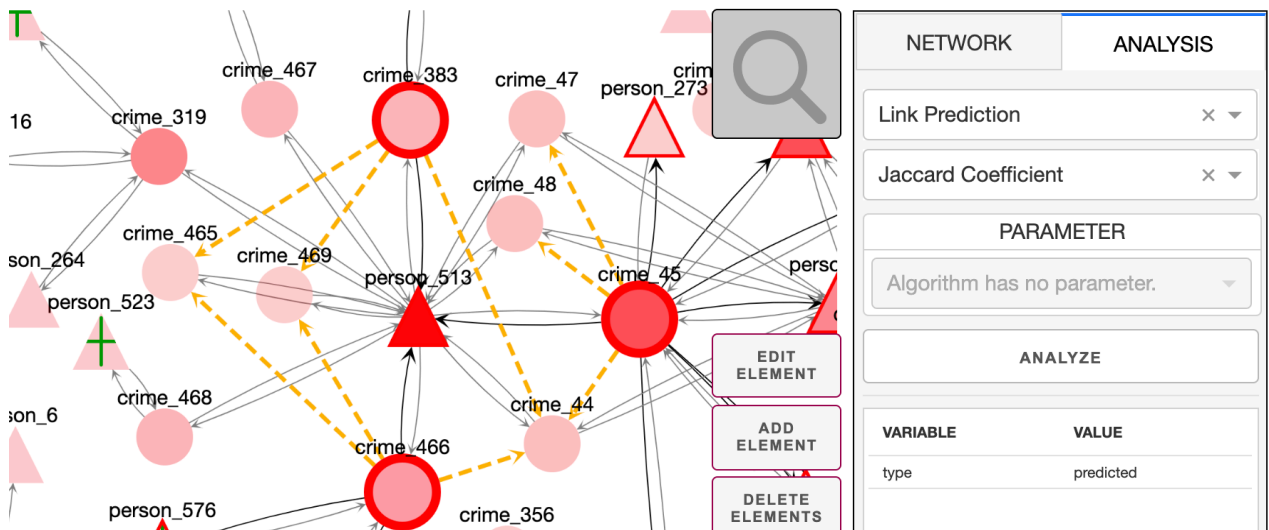 crime_467
crime_383
crime_47
crim
person_273
16
crime_319
crime_48
crime_465
crime_469
son_264
person_513
crime_45
perso
person_523
crime_468
crime_44
son_6
crime_466
person_576
crime_356
EDIT
ELEMENT
ADD
ELEMENT
DELETE
ELEMENTS
NETWORK
ANALYSIS
Link Prediction
Jaccard Coefficient
PARAMETER
Algorithm has no parameter.
ANALYZE
VARIABLE VALUE
type predicted